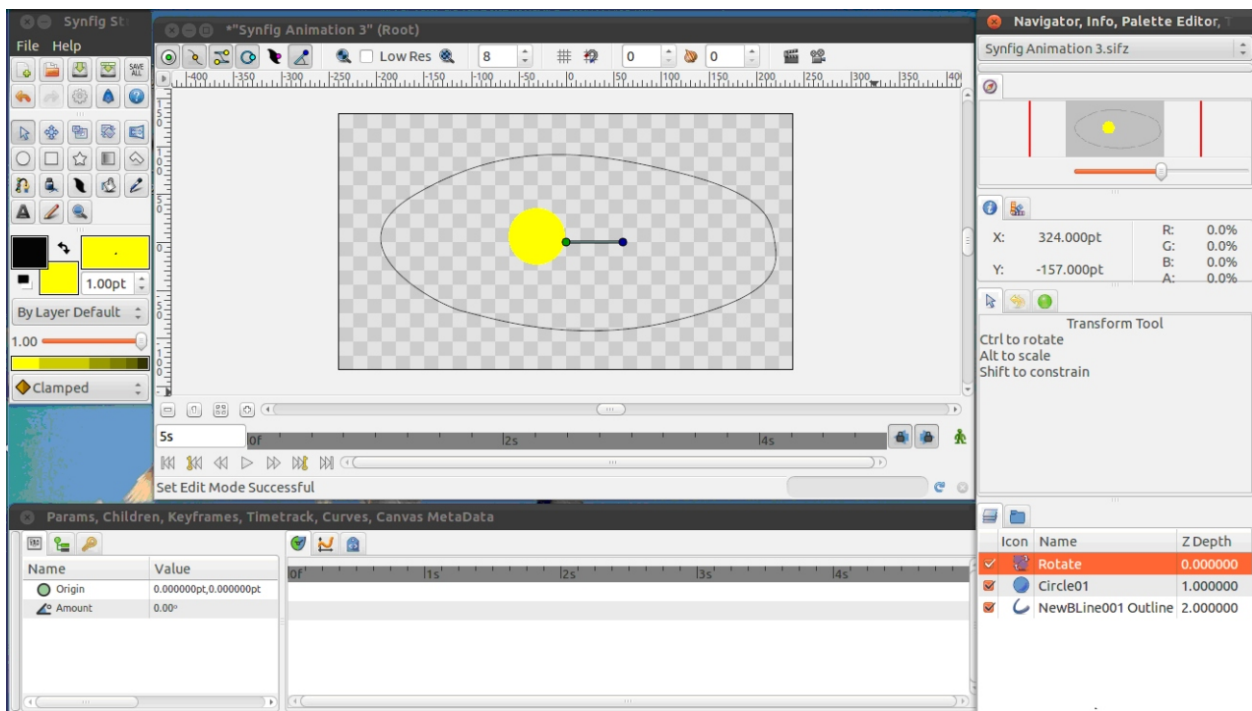 Synfig St
File Help
SAVE ALL
1.00pt
By Layer Default
1.00
Clamped
*"Synfig Animation 3" (Root)
Low Res 8 0 0
-400 -350 -300 -250 -200 -150 -100 -50 0 50 100 150 200 250 300 350 40
5s
0f 2s 4s
Set Edit Mode Successful
Navigator, Info, Palette Editor, T
Synfig Animation 3.sifz
X: 324.000pt R: 0.0%
G: 0.0%
Y: -157.000pt B: 0.0%
A: 0.0%
Transform Tool
Ctrl to rotate
Alt to scale
Shift to constrain
Icon Name Z Depth
Rotate 0.000000
Circle01 1.000000
NewBLine001 Outline 2.000000
Params, Children, Keyframes, Timetrack, Curves, Canvas MetaData
Name Value
Origin 0.000000pt,0.000000pt
Amount 0.00°
0f 1s 2s 3s 4s